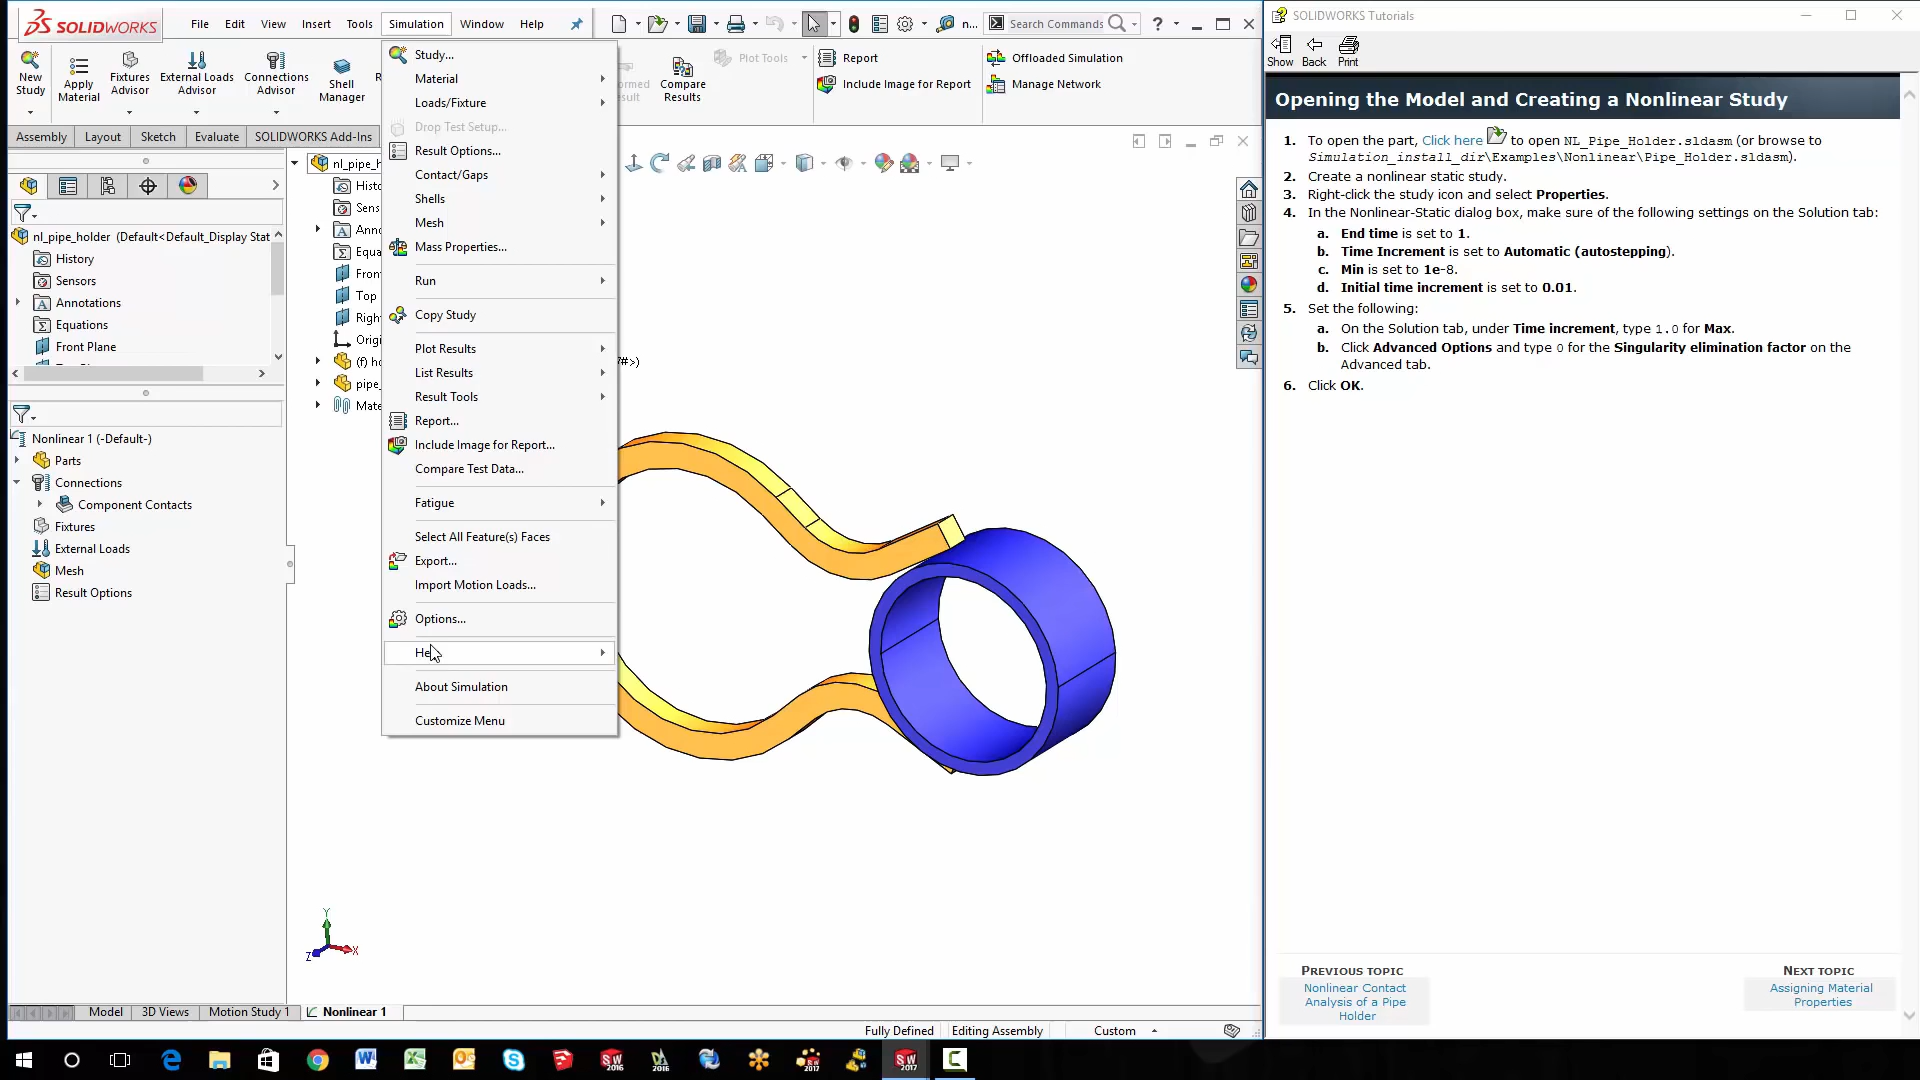 SOLIDWORKS File Edit View Insert Tools Simulation Window Help n... Search Commands ?
New Study
Apply Material
Fixtures Advisor
External Loads Advisor
Connections Advisor
Shell Manager
Compare Results
Plot Tools
Report
Include Image for Report
Offloaded Simulation
Manage Network
Assembly Layout Sketch Evaluate SOLIDWORKS Add-Ins
nl_pipe_holder (Default<Default_Display Stat
History
Sensors
Annotations
Equations
Front Plane
Nonlinear 1 (-Default-)
Parts
Connections
Component Contacts
Fixtures
External Loads
Mesh
Result Options
nl_pipe_h
Histo
Sens
Anno
Equa
Fron
Top
Righ
Origi
(f) ho
pipe_
Mate
#>)
Study...
Material
Loads/Fixture
Drop Test Setup...
Result Options...
Contact/Gaps
Shells
Mesh
Mass Properties...
Run
Copy Study
Plot Results
List Results
Result Tools
Report...
Include Image for Report...
Compare Test Data...
Fatigue
Select All Feature(s) Faces
Export...
Import Motion Loads...
Options...
He
About Simulation
Customize Menu
Y
X
Z
Model 3D Views Motion Study 1 Nonlinear 1
Fully Defined Editing Assembly Custom
SOLIDWORKS Tutorials
Show Back Print
Opening the Model and Creating a Nonlinear Study
1. To open the part, Click here to open NL_Pipe_Holder.sldasm (or browse to
Simulation_install_dir\Examples\Nonlinear\Pipe_Holder.sldasm).
2. Create a nonlinear static study.
3. Right-click the study icon and select Properties.
4. In the Nonlinear-Static dialog box, make sure of the following settings on the Solution tab:
a. End time is set to 1.
b. Time Increment is set to Automatic (autostepping).
c. Min is set to 1e-8.
d. Initial time increment is set to 0.01.
5. Set the following:
a. On the Solution tab, under Time increment, type 1.0 for Max.
b. Click Advanced Options and type 0 for the Singularity elimination factor on the
Advanced tab.
6. Click OK.
PREVIOUS TOPIC
Nonlinear Contact
Analysis of a Pipe
Holder
NEXT TOPIC
Assigning Material
Properties